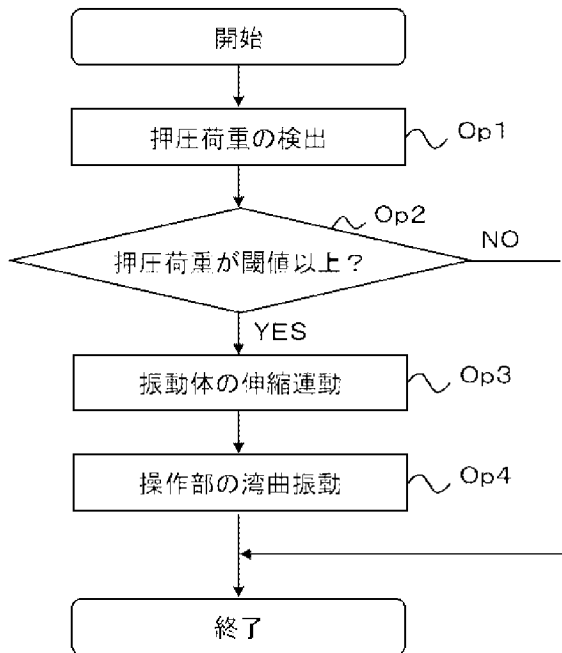 開始
押圧荷重の検出
Op1
Op2
押圧荷重が閾値以上？
NO
YES
振動体の伸縮運動
Op3
操作部の湾曲振動
Op4
終了